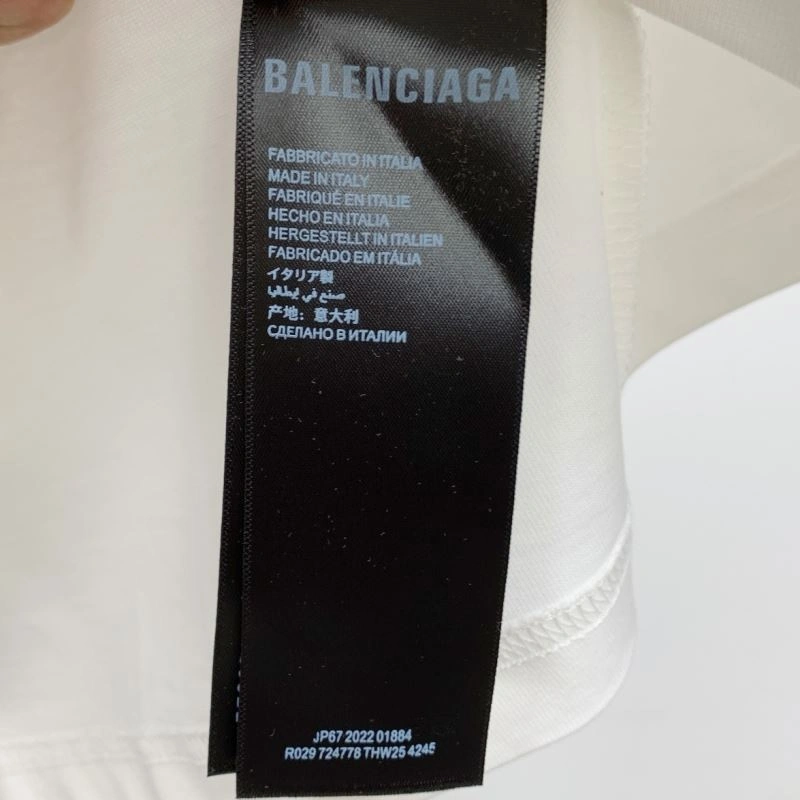 BALENCIAGA
FABBRICATO IN ITALIA
MADE IN ITALY
FABRIQUÉ EN ITALIE
HECHO EN ITALIA
HERGESTELLT IN ITALIEN
FABRICADO EM ITÁLIA
イタリア製
صنع في إيطاليا
产地：意大利
СДЕЛАНО В ИТАЛИИ
JP67 2022 01884
R029 724778 THW25 4245